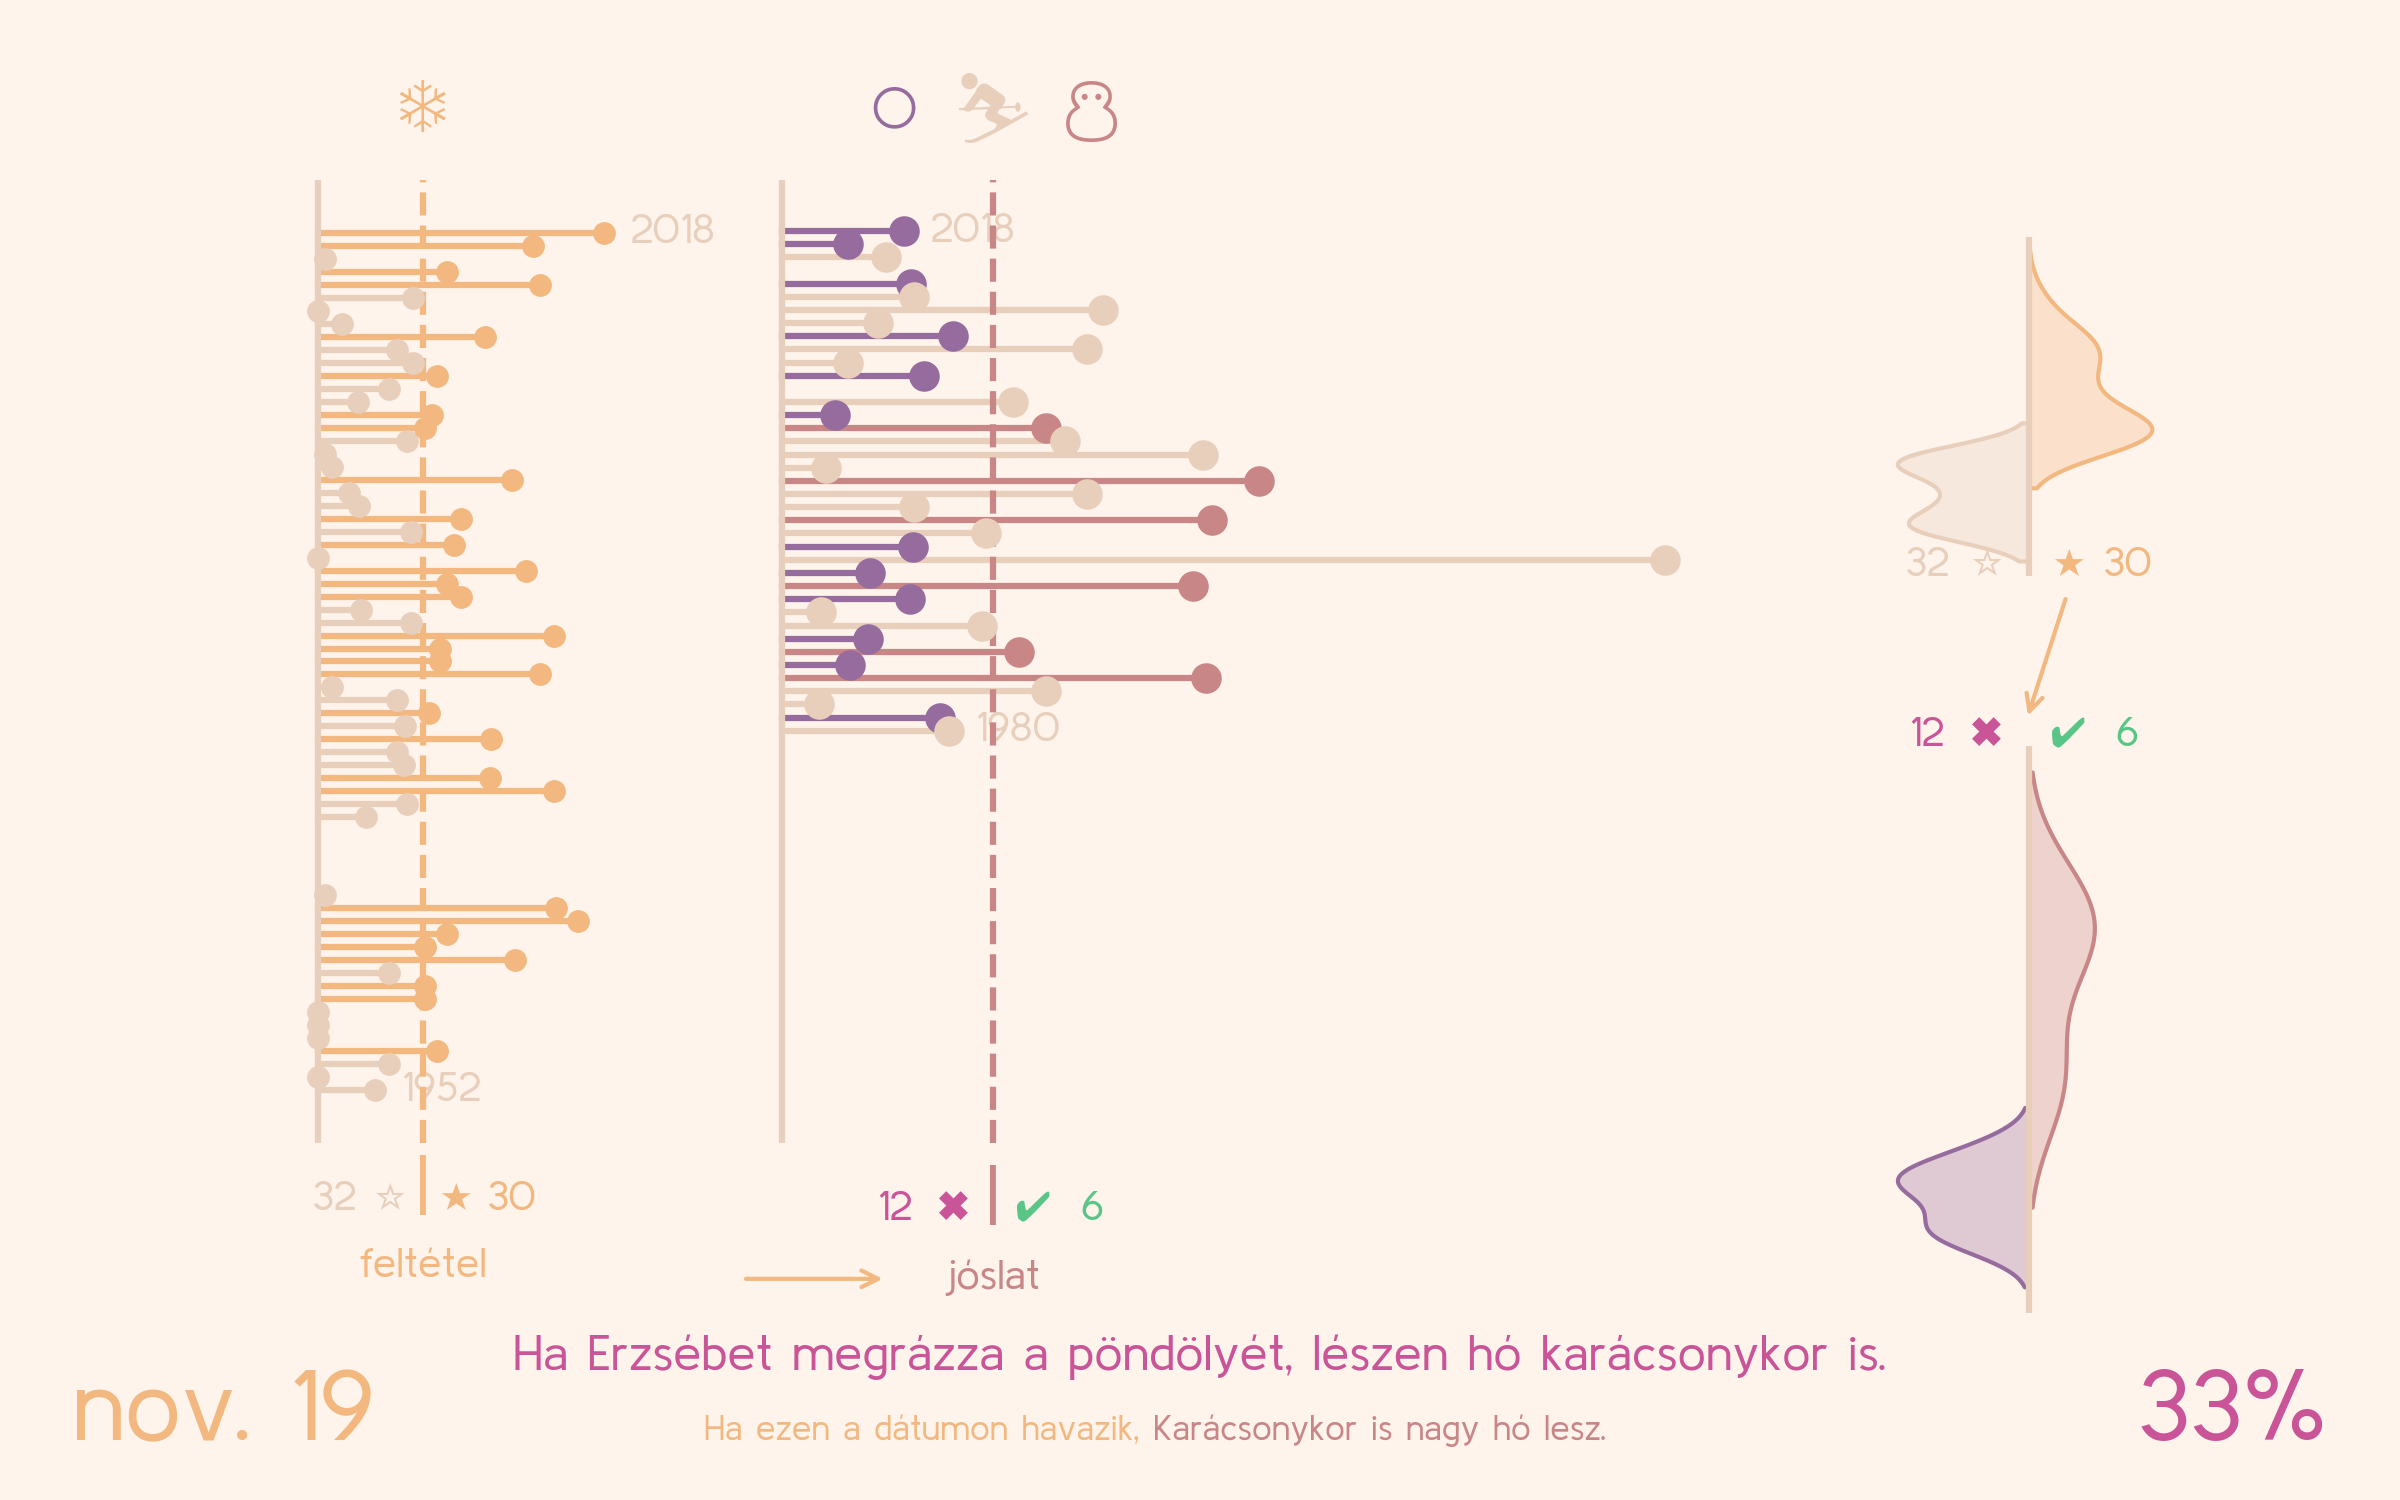 2018
2018
1980
1952
32 ☆ ★ 30
12 ✖ ✔ 6
32 ☆ ★ 30
12 ✖ ✔ 6
feltétel
jóslat
Ha Erzsébet megrázza a pöndölyét, lészen hó karácsonykor is.
nov. 19
33%
Ha ezen a dátumon havazik, Karácsonykor is nagy hó lesz.